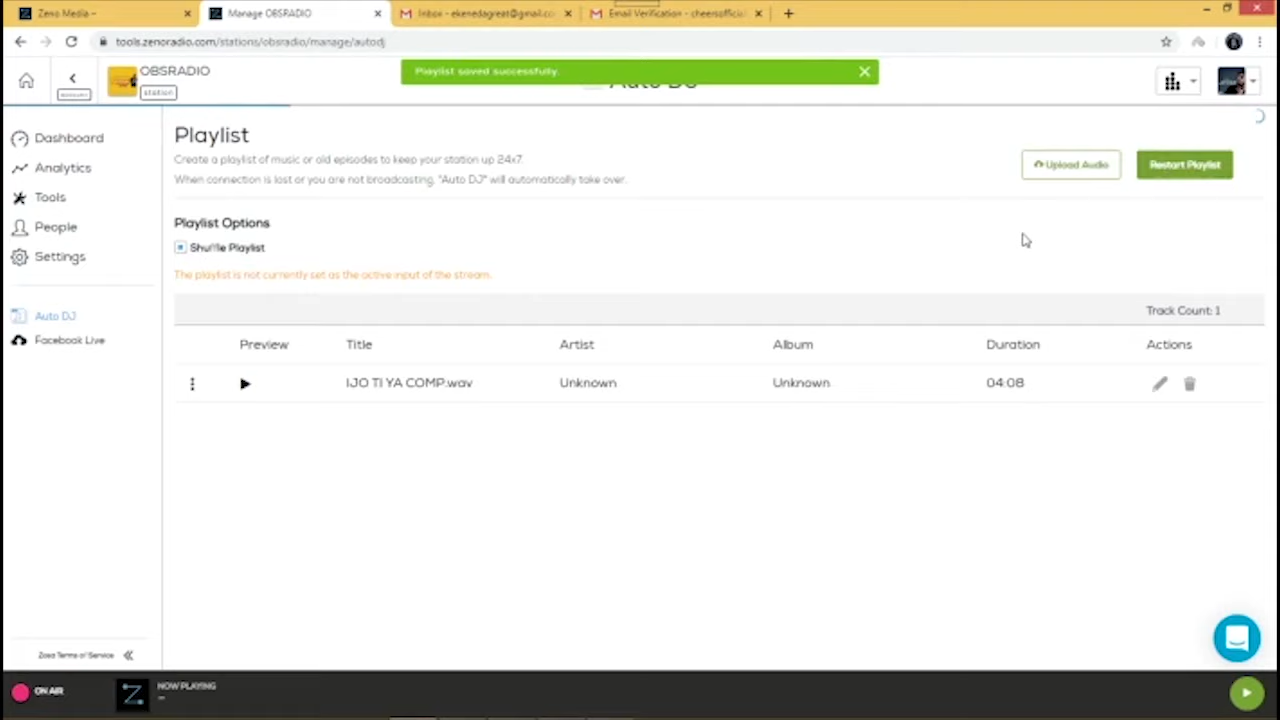 Zeno Media -
Manage OBSRADIO
Inbox - ekenedagreat@gmail.co
Email Verification - cheersofficial
tools.zenoradio.com/stations/obsradio/manage/autodj
OBSRADIO
station
Playlist saved successfully.
Auto DJ
Dashboard
Analytics
Tools
People
Settings
Auto DJ
Facebook Live
Playlist
Create a playlist of music or old episodes to keep your station up 24x7.
When connection is lost or you are not broadcasting, "Auto DJ" will automatically take over.
Upload Audio
Restart Playlist
Playlist Options
Shuffle Playlist
The playlist is not currently set as the active input of the stream.
Track Count: 1
Preview Title Artist Album Duration Actions
IJO TI YA COMP.wav Unknown Unknown 04:08
Zeno Terms of Service
ON AIR
NOW PLAYING
-